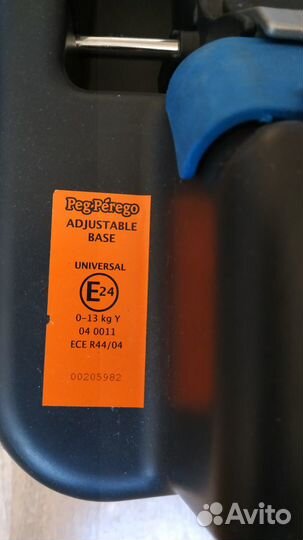 Peg-Pérego
ADJUSTABLE
BASE
UNIVERSAL
E24
0-13 kg Y
04 0011
ECE R44/04
00205982
Avito